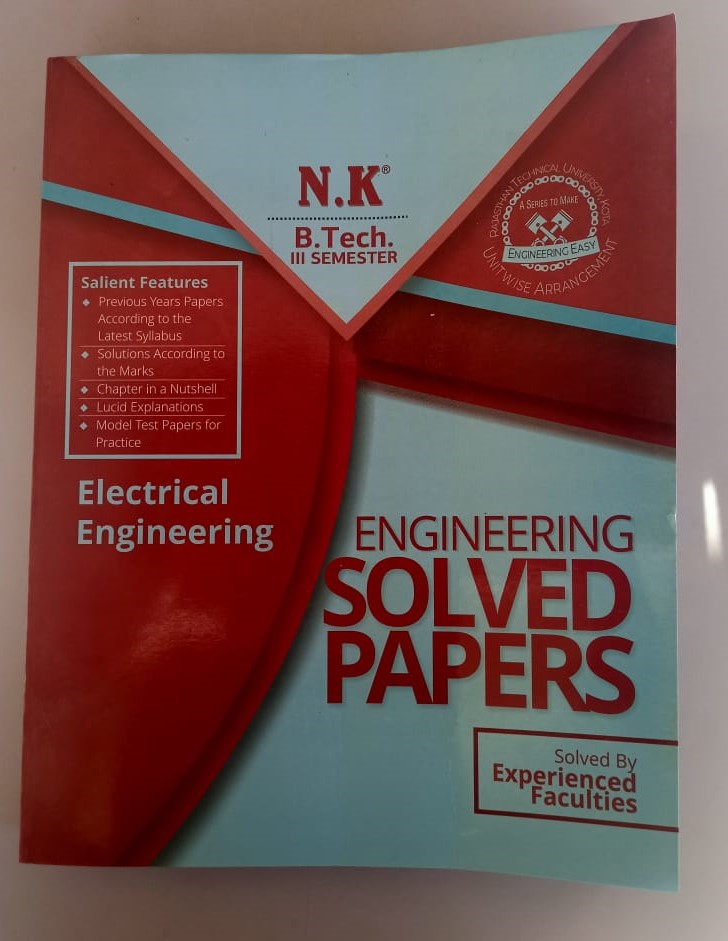 N.K®
B.Tech.
III SEMESTER
RAJASTHAN TECHNICAL UNIVERSITY, KOTA
A SERIES TO MAKE
ENGINEERING EASY
UNITWISE ARRANGEMENT
Salient Features
◆ Previous Years Papers
According to the
Latest Syllabus
◆ Solutions According to
the Marks
◆ Chapter in a Nutshell
◆ Lucid Explanations
◆ Model Test Papers for
Practice
Electrical
Engineering
ENGINEERING
SOLVED
PAPERS
Solved By
Experienced
Faculties